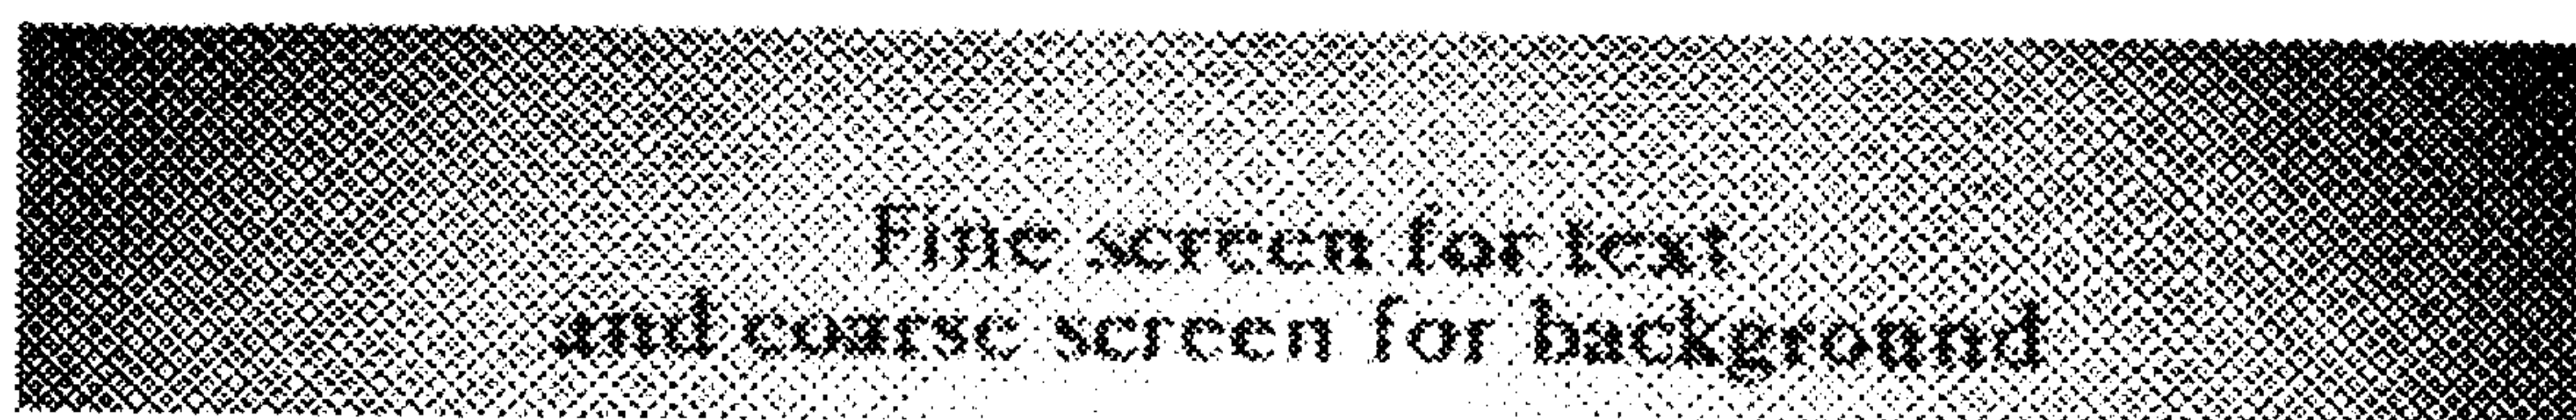 Fine screen for text
and coarse screen for background